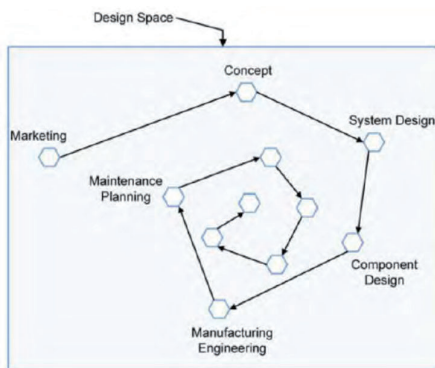 Design Space
Concept
System Design
Marketing
Maintenance
Planning
Component
Design
Manufacturing
Engineering